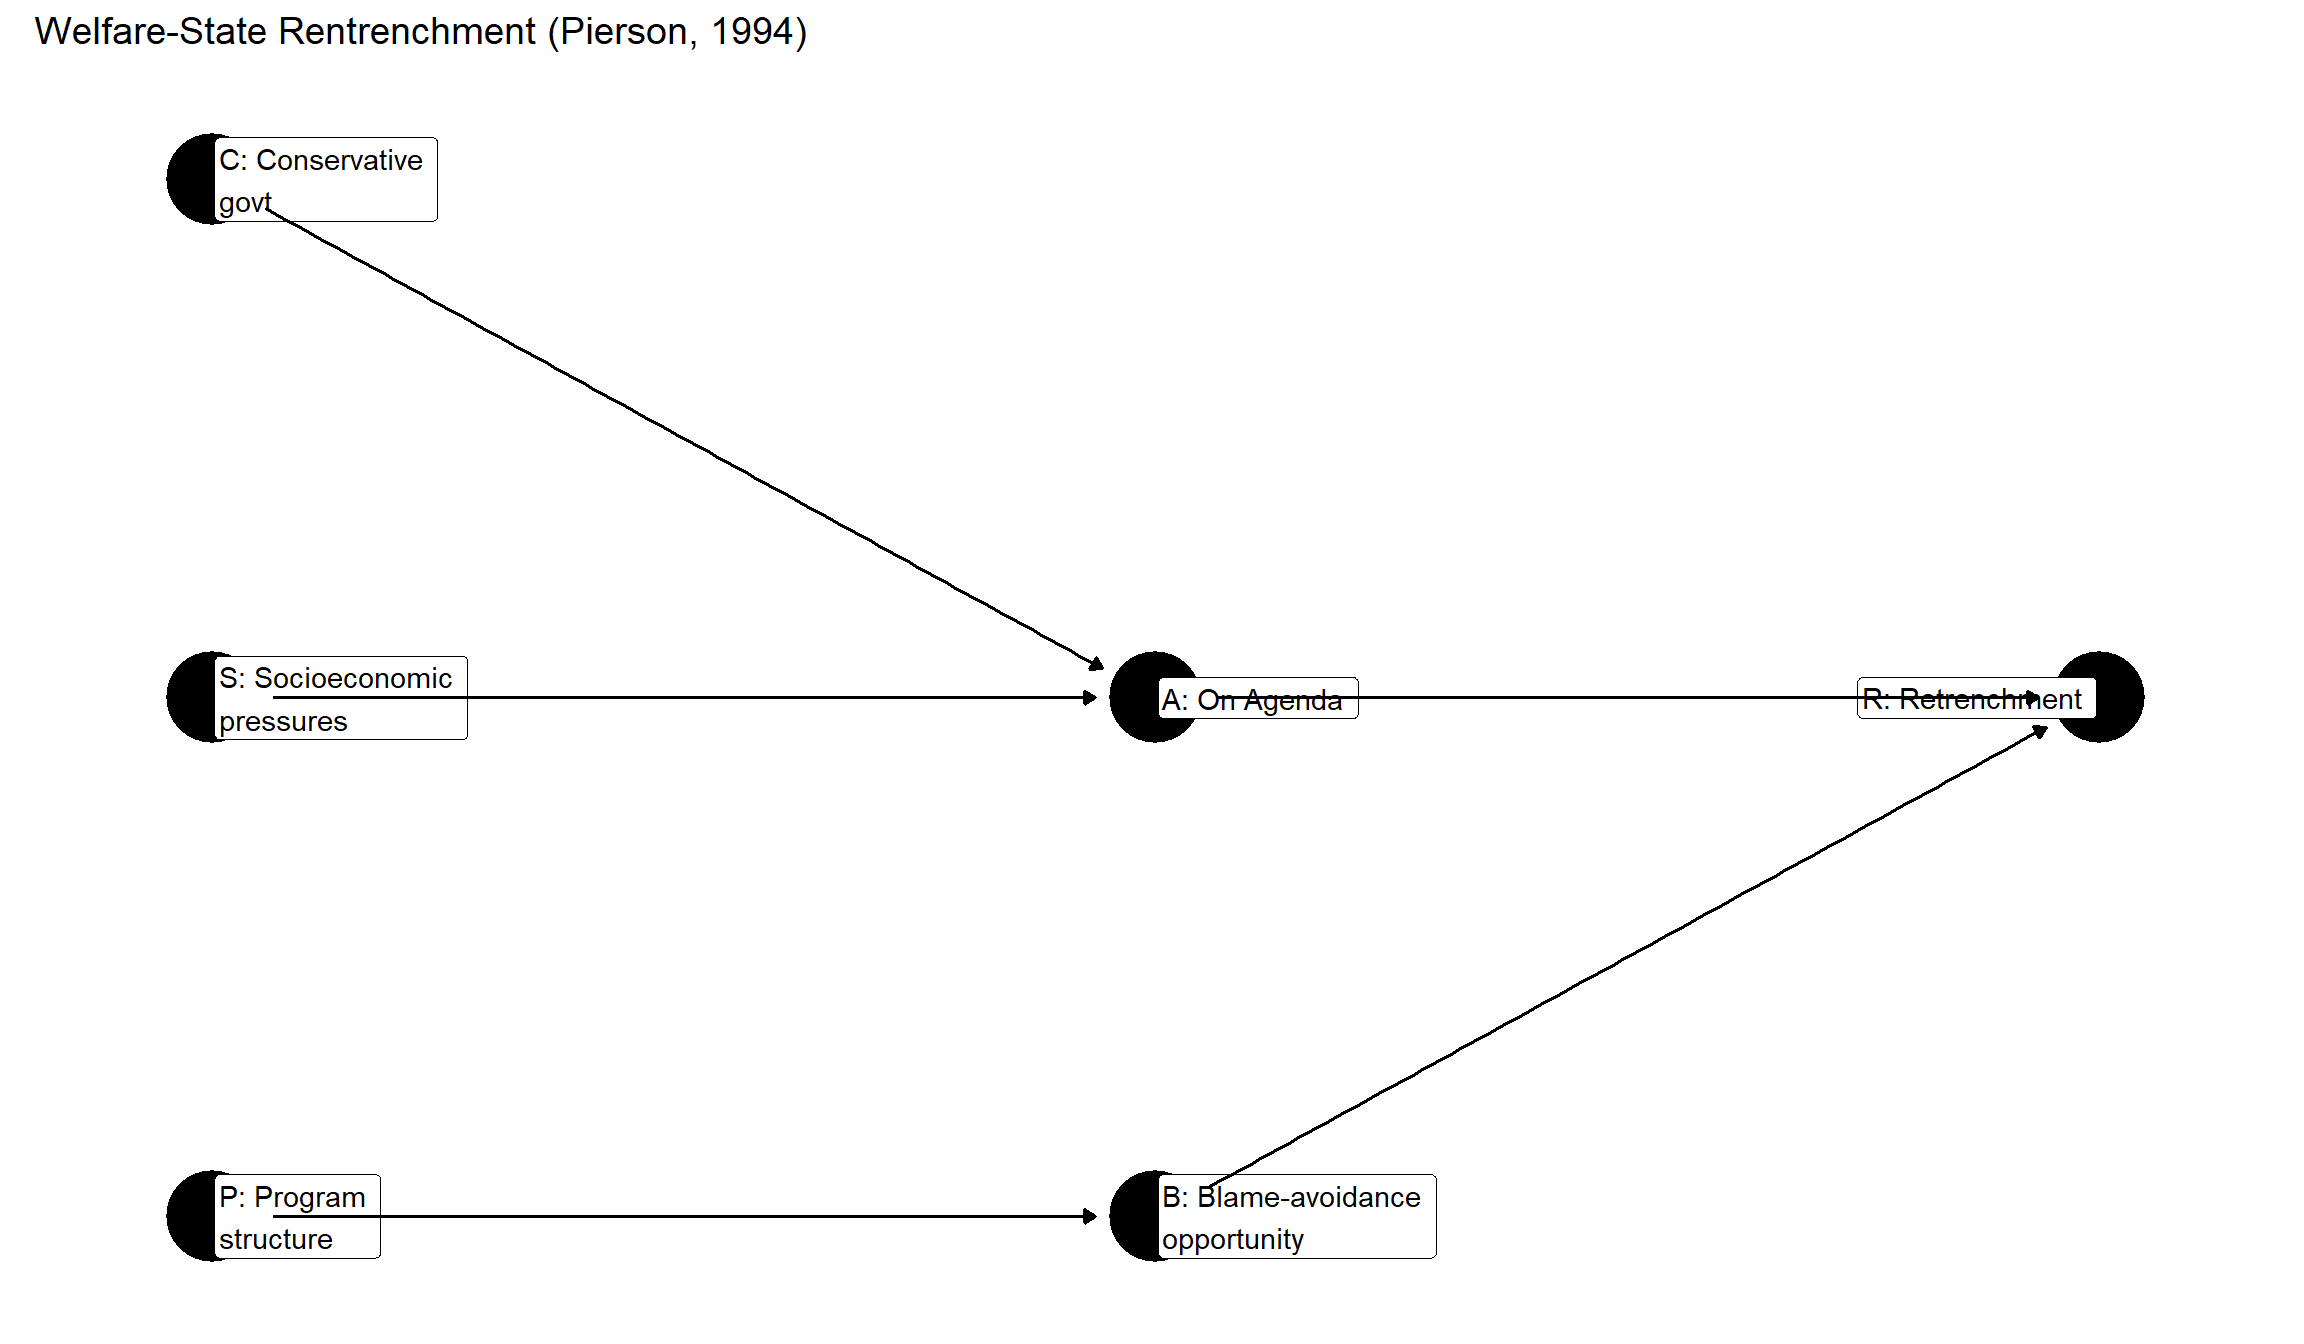 Welfare-State Rentrenchment (Pierson, 1994)
C: Conservative
govt
S: Socioeconomic
pressures
A: On Agenda
R: Retrenchment
P: Program
structure
B: Blame-avoidance
opportunity